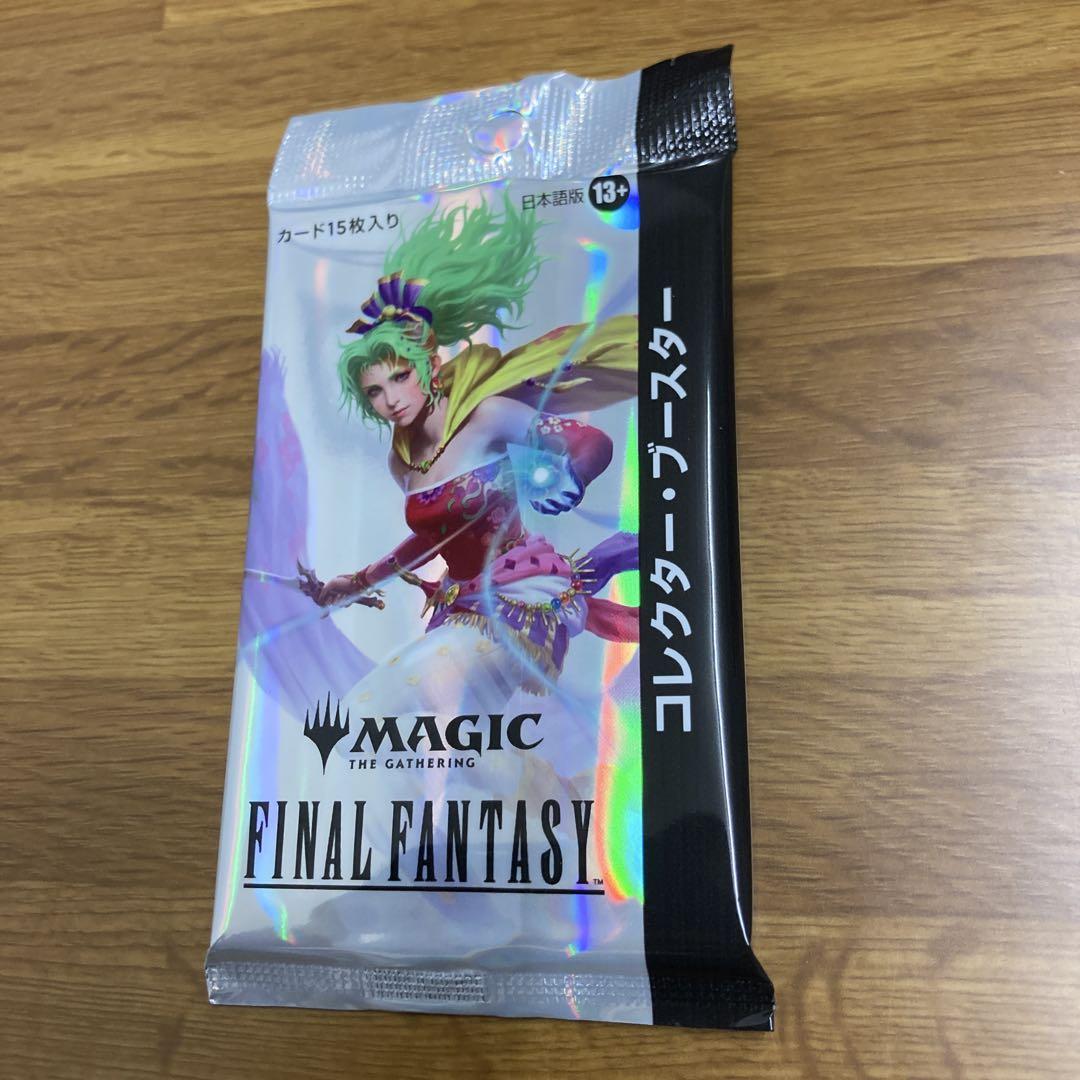 カード15枚入り
日本語版 13+
コレクター・ブースター
MAGIC
THE GATHERING
FINAL FANTASY™